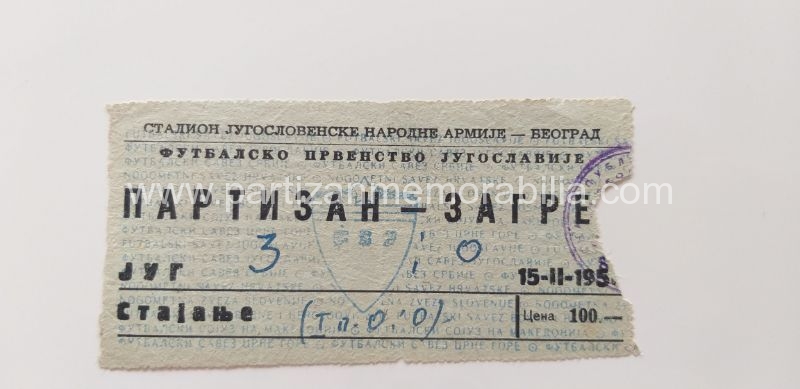 СТАДИОН ЈУГОСЛОВЕНСКЕ НАРОДНЕ АРМИЈЕ — БЕОГРАД
ФУТБАЛСКО ПРВЕНСТВО ЈУГОСЛАВИЈЕ
www.partizanmemorabilia.com
ПАРТИЗАН — ЗАГРЕ
3 : 0
ЈУГ 15-II-195
Стајање (Т.п. 0:0) Цена 100.—